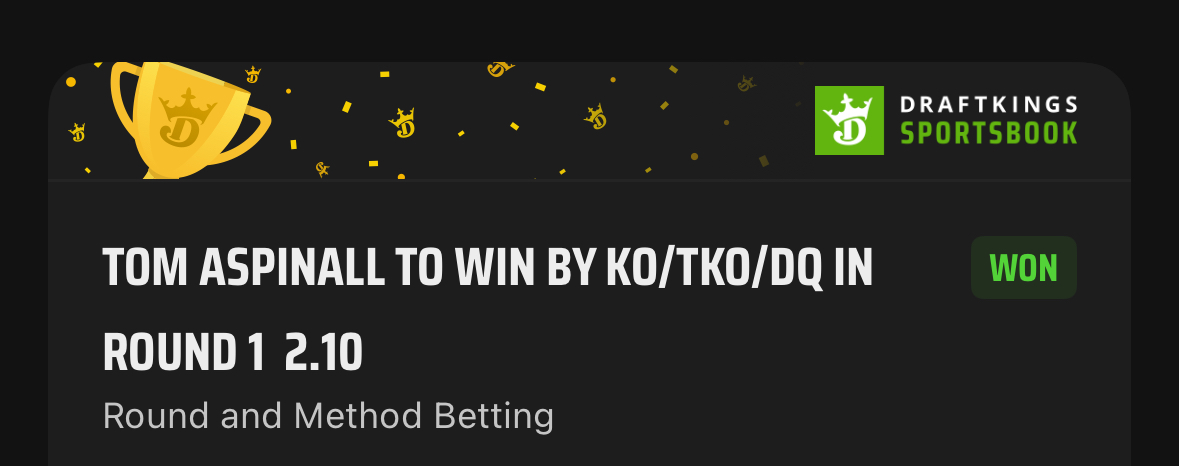 DRAFTKINGS
SPORTSBOOK
TOM ASPINALL TO WIN BY KO/TKO/DQ IN
WON
ROUND 1 2.10
Round and Method Betting